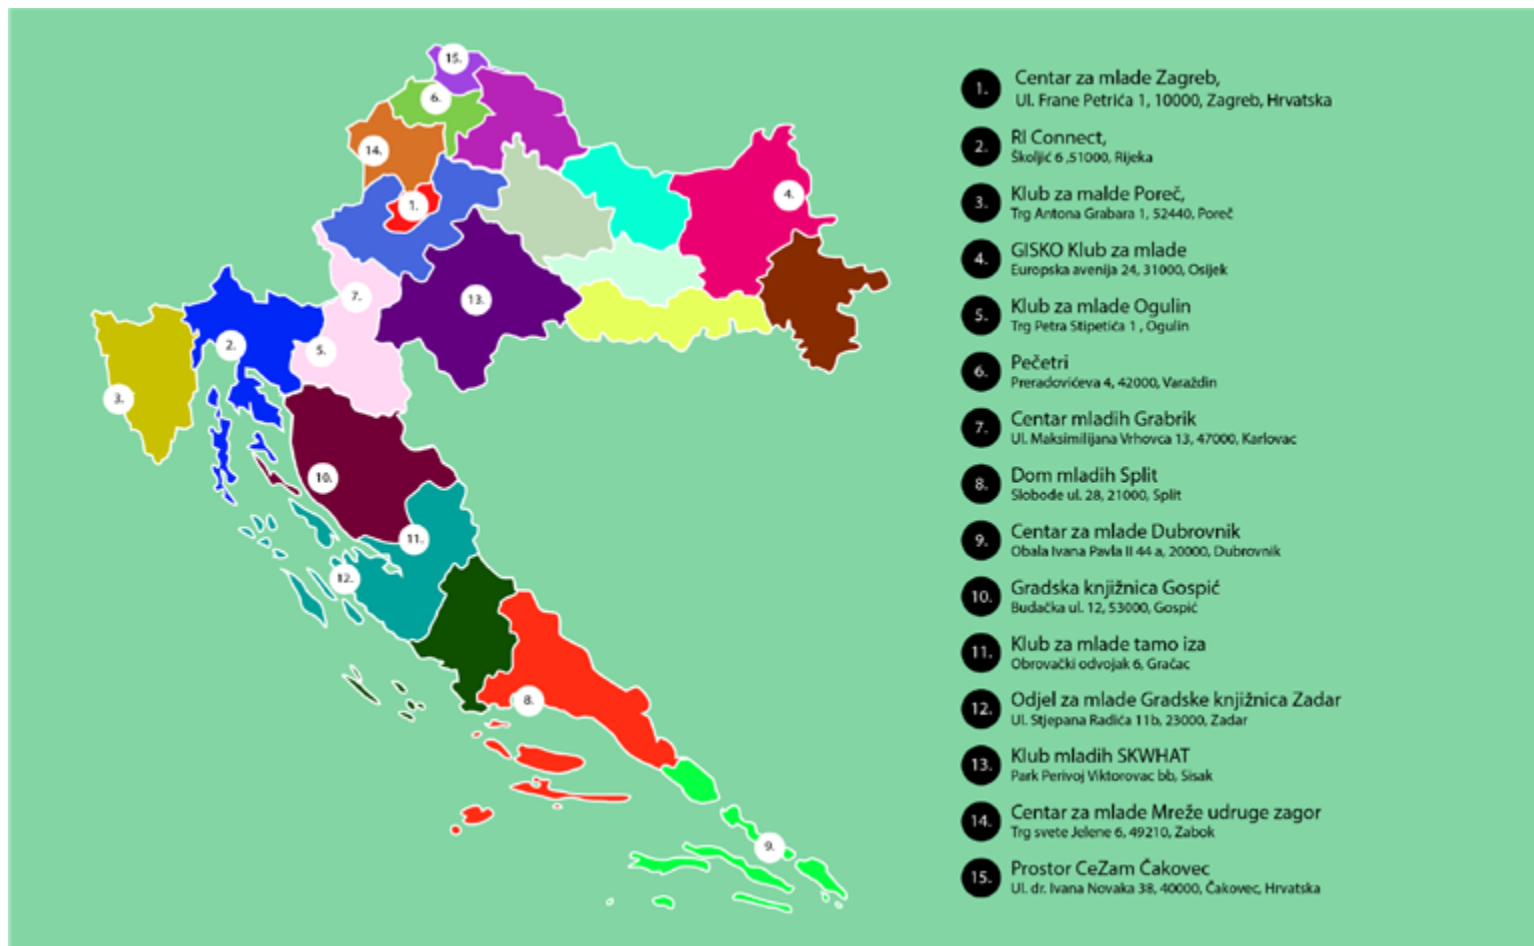 15.
6.
14.
1.
4.
7.
13.
2.
5.
3.
10.
11.
12.
8.
9.
1.
Centar za mlade Zagreb,
Ul. Frane Petrića 1, 10000, Zagreb, Hrvatska
2.
RI Connect,
Školjić 6 ,51000, Rijeka
3.
Klub za malde Poreč,
Trg Antona Grabara 1, 52440, Poreč
4.
GISKO Klub za mlade
Europska avenija 24, 31000, Osijek
5.
Klub za mlade Ogulin
Trg Petra Stipetića 1 , Ogulin
6.
Pečetri
Preradovićeva 4, 42000, Varaždin
7.
Centar mladih Grabrik
Ul. Maksimilijana Vrhovca 13, 47000, Karlovac
8.
Dom mladih Split
Slobode ul. 28, 21000, Split
9.
Centar za mlade Dubrovnik
Obala Ivana Pavla II 44 a, 20000, Dubrovnik
10.
Gradska knjižnica Gospić
Budačka ul. 12, 53000, Gospić
11.
Klub za mlade tamo iza
Obrovački odvojak 6, Gračac
12.
Odjel za mlade Gradske knjižnica Zadar
Ul. Stjepana Radića 11b, 23000, Zadar
13.
Klub mladih SKWHAT
Park Perivoj Viktorovac bb, Sisak
14.
Centar za mlade Mreže udruge zagor
Trg svete Jelene 6, 49210, Zabok
15.
Prostor CeZam Čakovec
Ul. dr. Ivana Novaka 38, 40000, Čakovec, Hrvatska